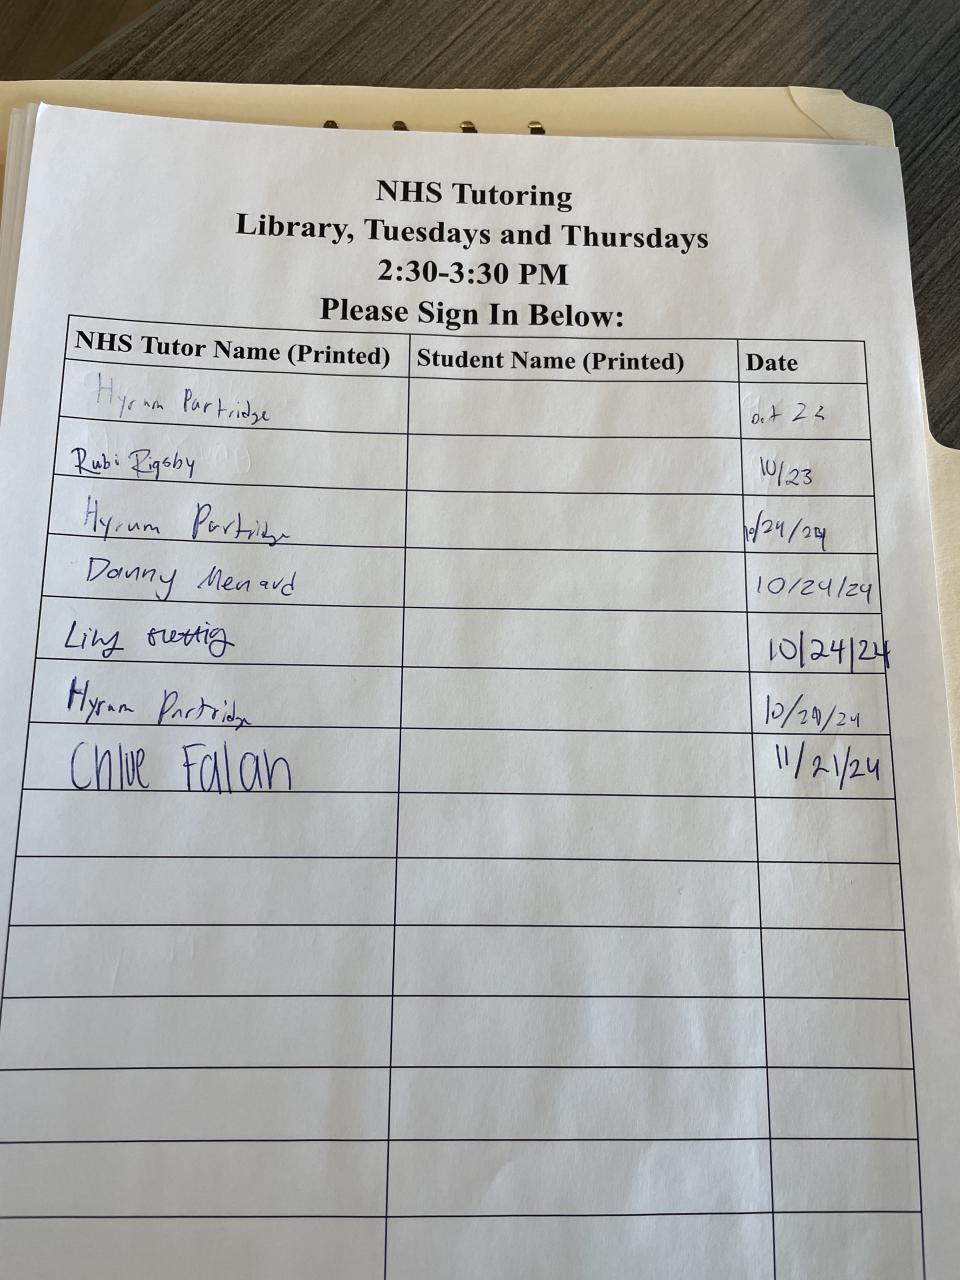 NHS Tutoring
Library, Tuesdays and Thursdays
2:30-3:30 PM
Please Sign In Below:
NHS Tutor Name (Printed) Student Name (Printed) Date
Hyrum Partridge oct 23
Rubi Rigsby 10/23
Hyrum Partridge 10/24/24
Danny Menard 10/24/24
10/24/24
Hyrum Partridge 10/24
Chloe Falan 11/21/24